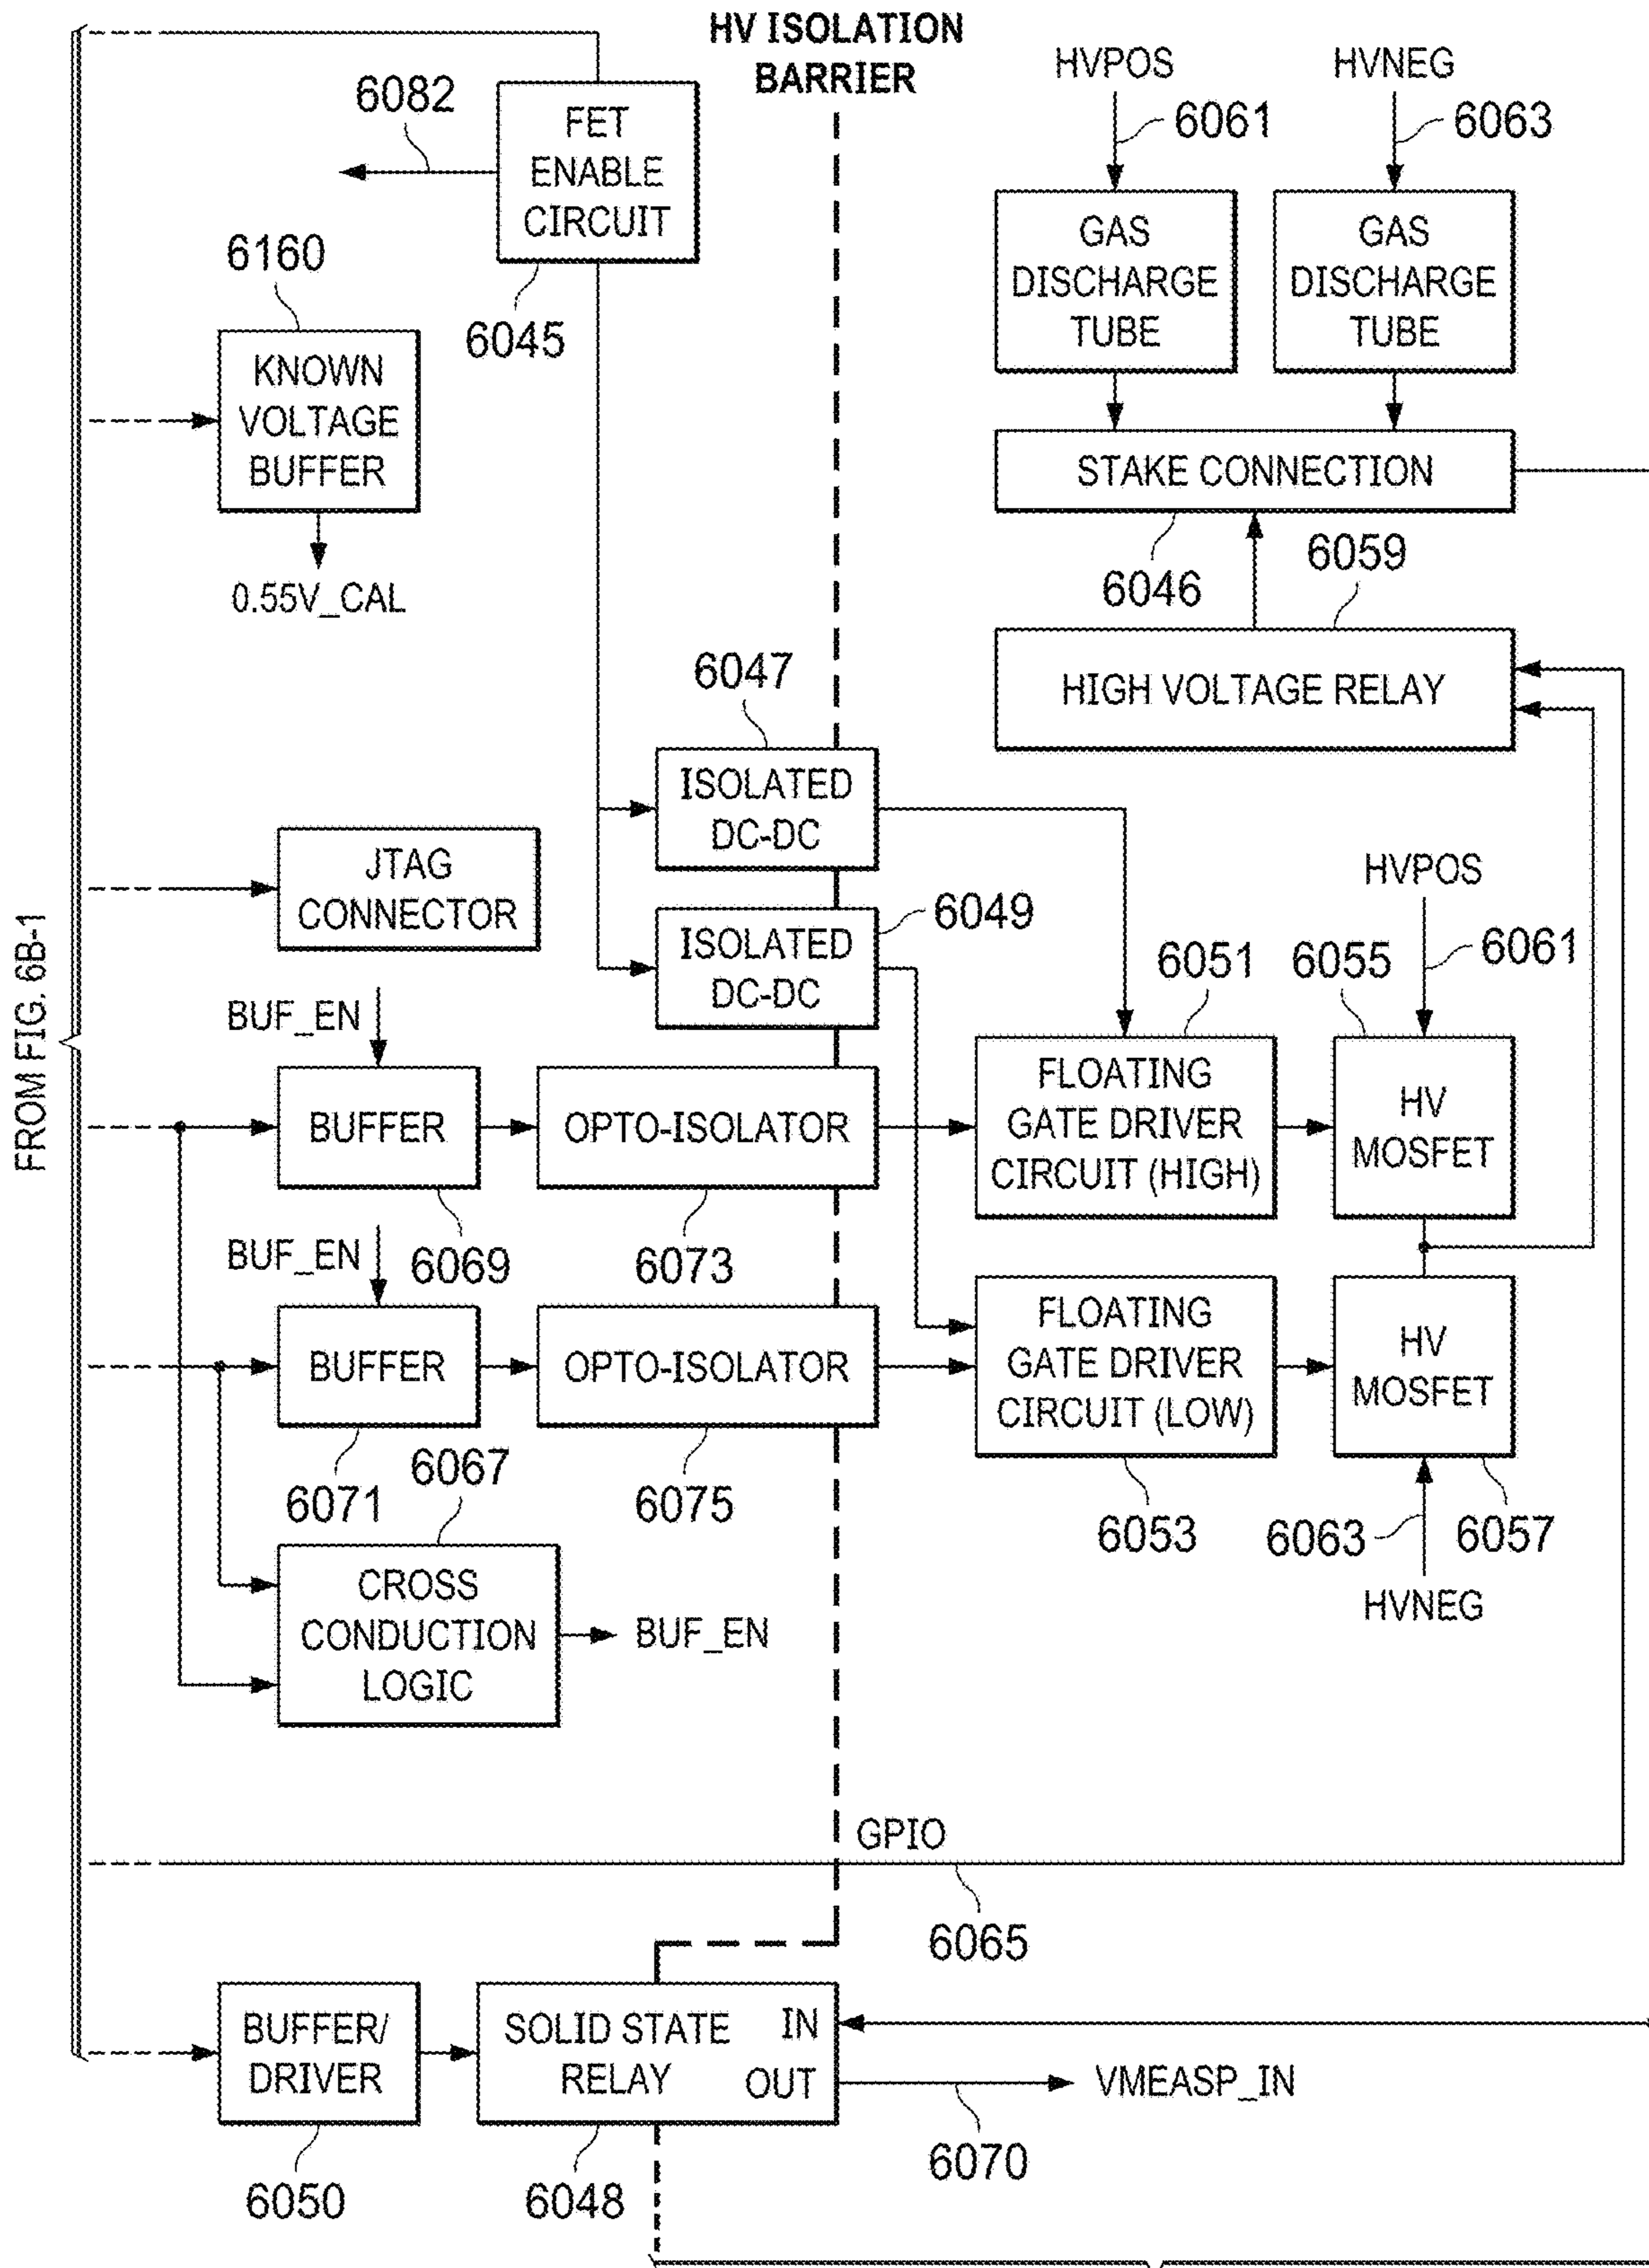 HV ISOLATION
BARRIER
HVPOS
HVNEG
6082
FET
ENABLE
CIRCUIT
6045
6061
6063
GAS
DISCHARGE
TUBE
GAS
DISCHARGE
TUBE
6160
KNOWN
VOLTAGE
BUFFER
0.55V_CAL
STAKE CONNECTION
6046
6059
HIGH VOLTAGE RELAY
6047
ISOLATED
DC-DC
FROM FIG. 6B-1
JTAG
CONNECTOR
ISOLATED
DC-DC
6049
HVPOS
6061
6051
6055
BUF_EN
BUFFER
6069
OPTO-ISOLATOR
6073
FLOATING
GATE DRIVER
CIRCUIT (HIGH)
HV
MOSFET
BUF_EN
BUFFER
6071
OPTO-ISOLATOR
6075
FLOATING
GATE DRIVER
CIRCUIT (LOW)
6053
HV
MOSFET
6063
6057
HVNEG
6067
CROSS
CONDUCTION
LOGIC
BUF_EN
GPIO
6065
BUFFER/
DRIVER
6050
SOLID STATE
RELAY
IN
OUT
6048
VMEASP_IN
6070